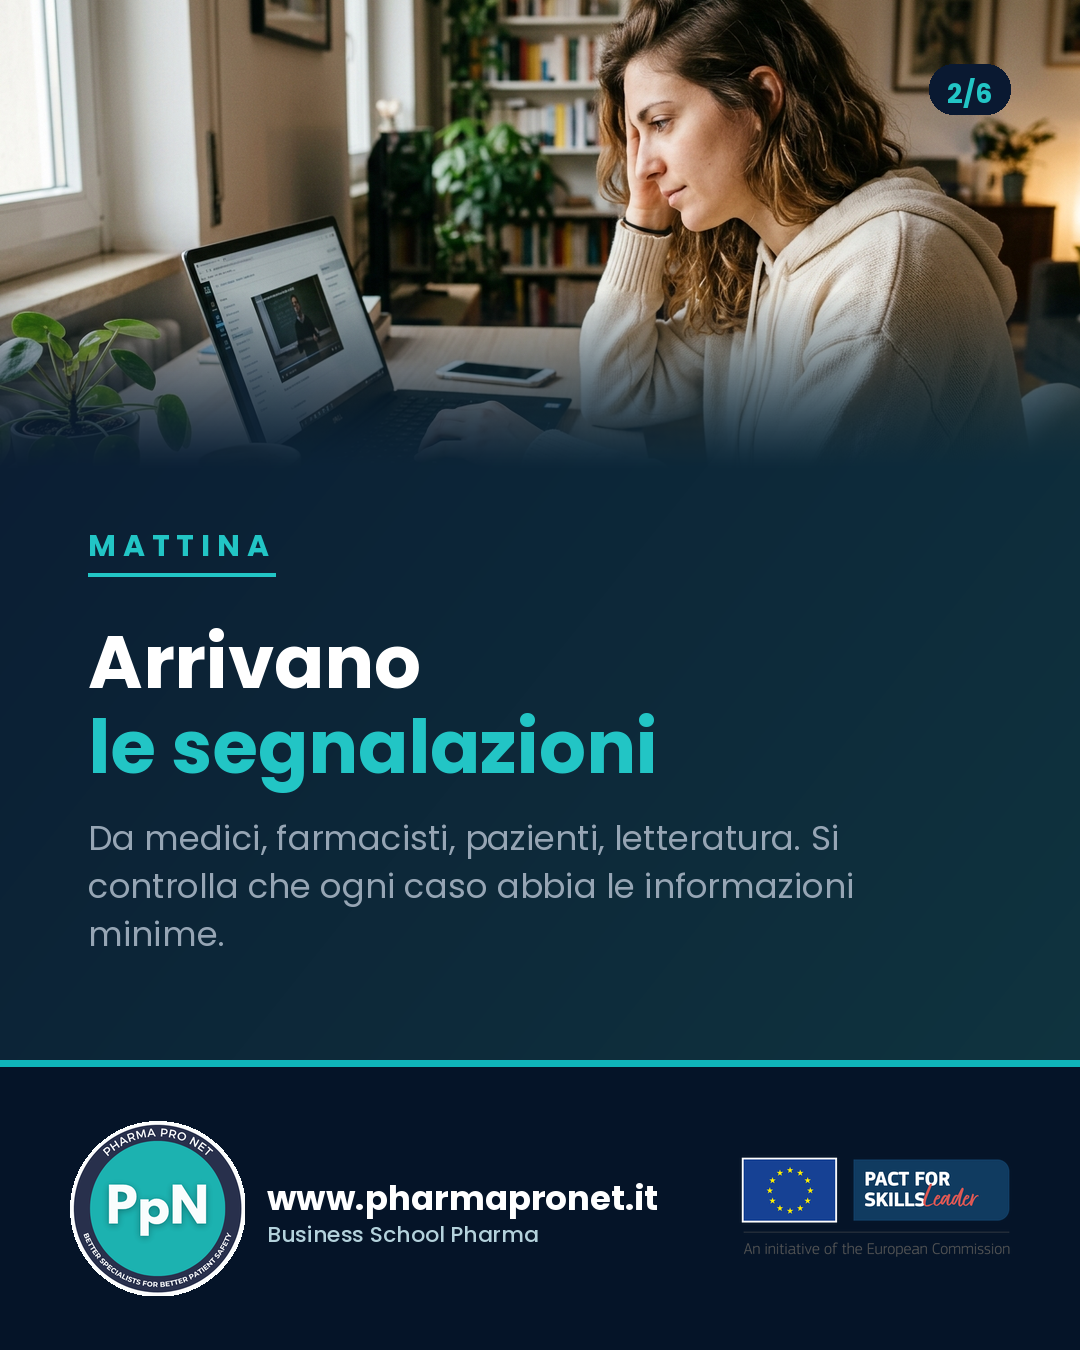 2/6
MATTINA
Arrivano
le segnalazioni
Da medici, farmacisti, pazienti, letteratura. Si
controlla che ogni caso abbia le informazioni
minime.
PHARMA PRO NET
PpN
BETTER SPECIALISTS FOR BETTER PATIENT SAFETY
www.pharmapronet.it
Business School Pharma
PACT FOR
SKILLS Leader
An initiative of the European Commission